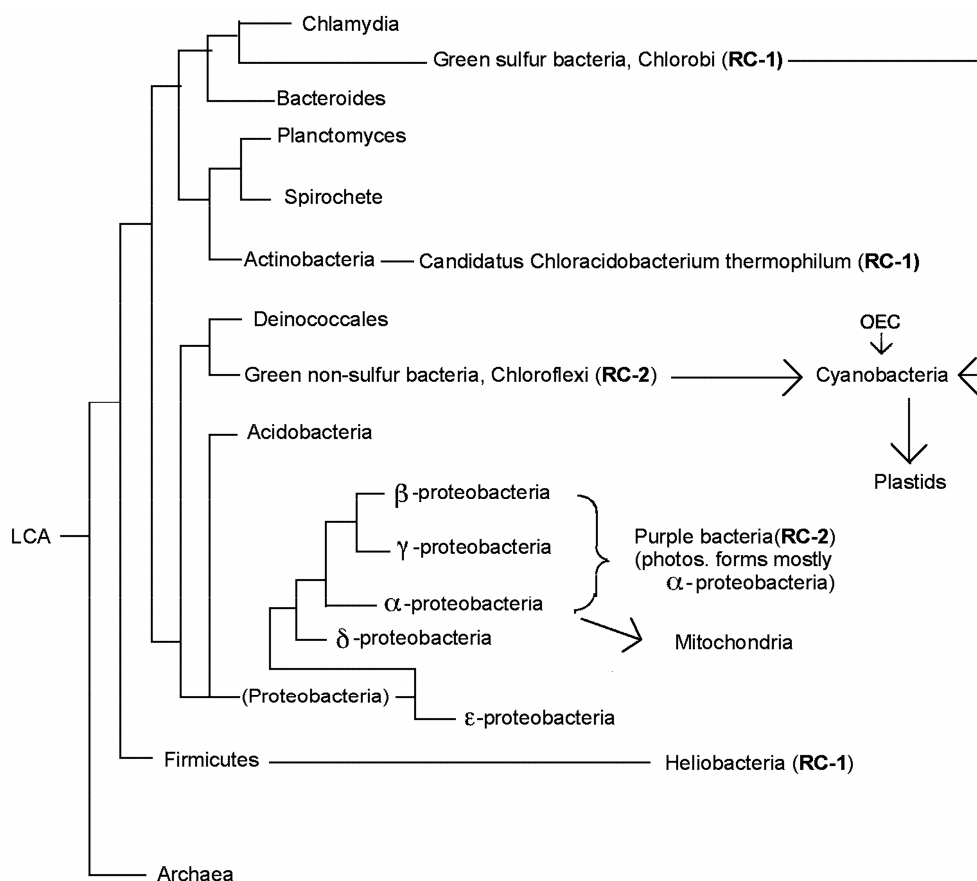 Chlamydia
Green sulfur bacteria, Chlorobi (RC-1)
Bacteroides
Planctomyces
Spirochete
Actinobacteria
Candidatus Chloracidobacterium thermophilum (RC-1)
Deinococcales
OEC
Green non-sulfur bacteria, Chloroflexi (RC-2)
Cyanobacteria
Acidobacteria
Plastids
β-proteobacteria
LCA
Purple bacteria(RC-2)
(photos. forms mostly
α-proteobacteria)
γ-proteobacteria
α-proteobacteria
δ-proteobacteria
Mitochondria
(Proteobacteria)
ε-proteobacteria
Firmicutes
Heliobacteria (RC-1)
Archaea